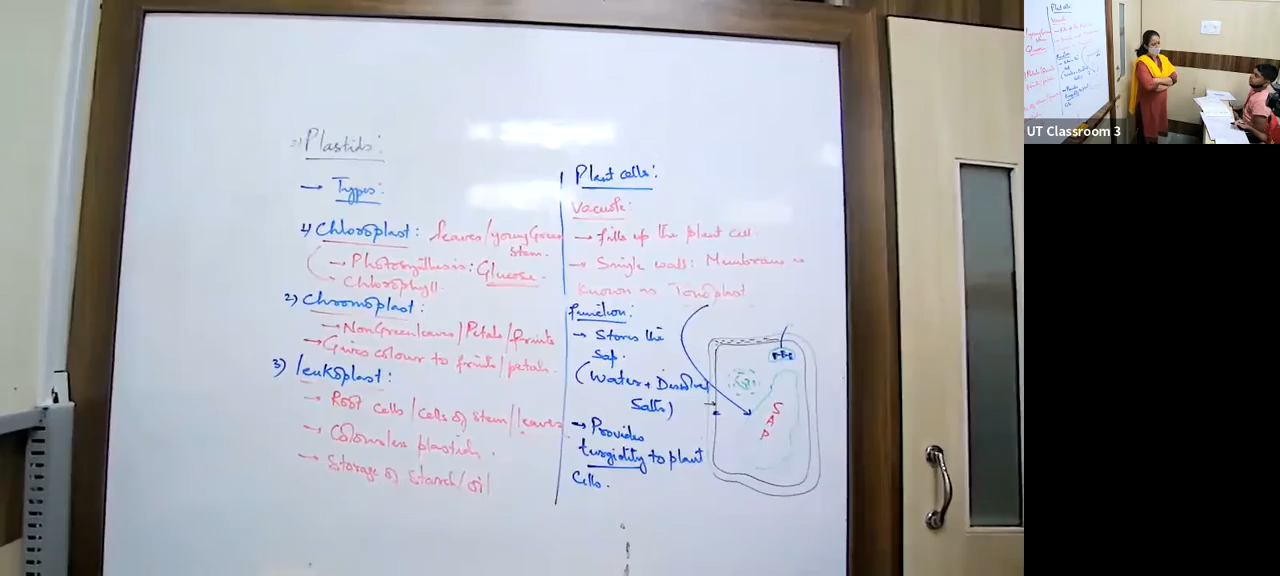 Plastids:
→ Types:
1) Chloroplast: leaves/young Green
stem.
→ Photosynthesis: Glucose.
Chlorophyll.
2) Chromoplast:
→ Non Green leaves/Petals/fruits
→ Gives colour to fruits/petals.
3) leukoplast:
→ Root cells/cells of stem/leaves
→ Colourless plastids.
→ Storage of Starch/oil
Plant cells:
Vacuole:
→ fills up the plant cell.
→ Single wall: Membrane is
known as Tonoplast
function:
→ Stores the
Sap.
(Water + Dissolved
Salts)
→ Provides
turgidity to plant
Cells.
SAP
UT Classroom 3